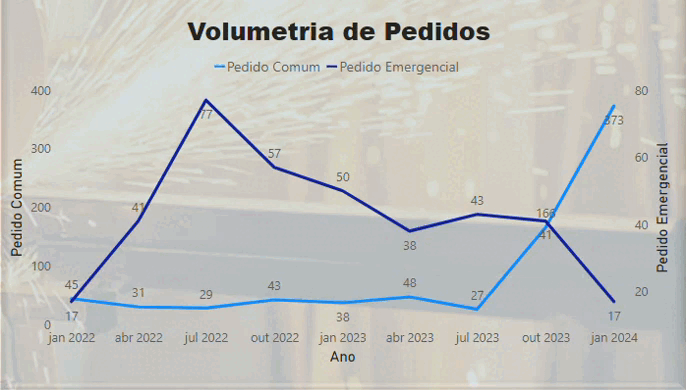 Volumetria de Pedidos
Pedido Comum Pedido Emergencial
400 80
300 60
200 40
100 20
0
Pedido Comum
Pedido Emergencial
45 31 29 43 38 48 27 166 373
17 41 77 57 50 38 43 41 17
jan 2022 abr 2022 jul 2022 out 2022 jan 2023 abr 2023 jul 2023 out 2023 jan 2024
Ano